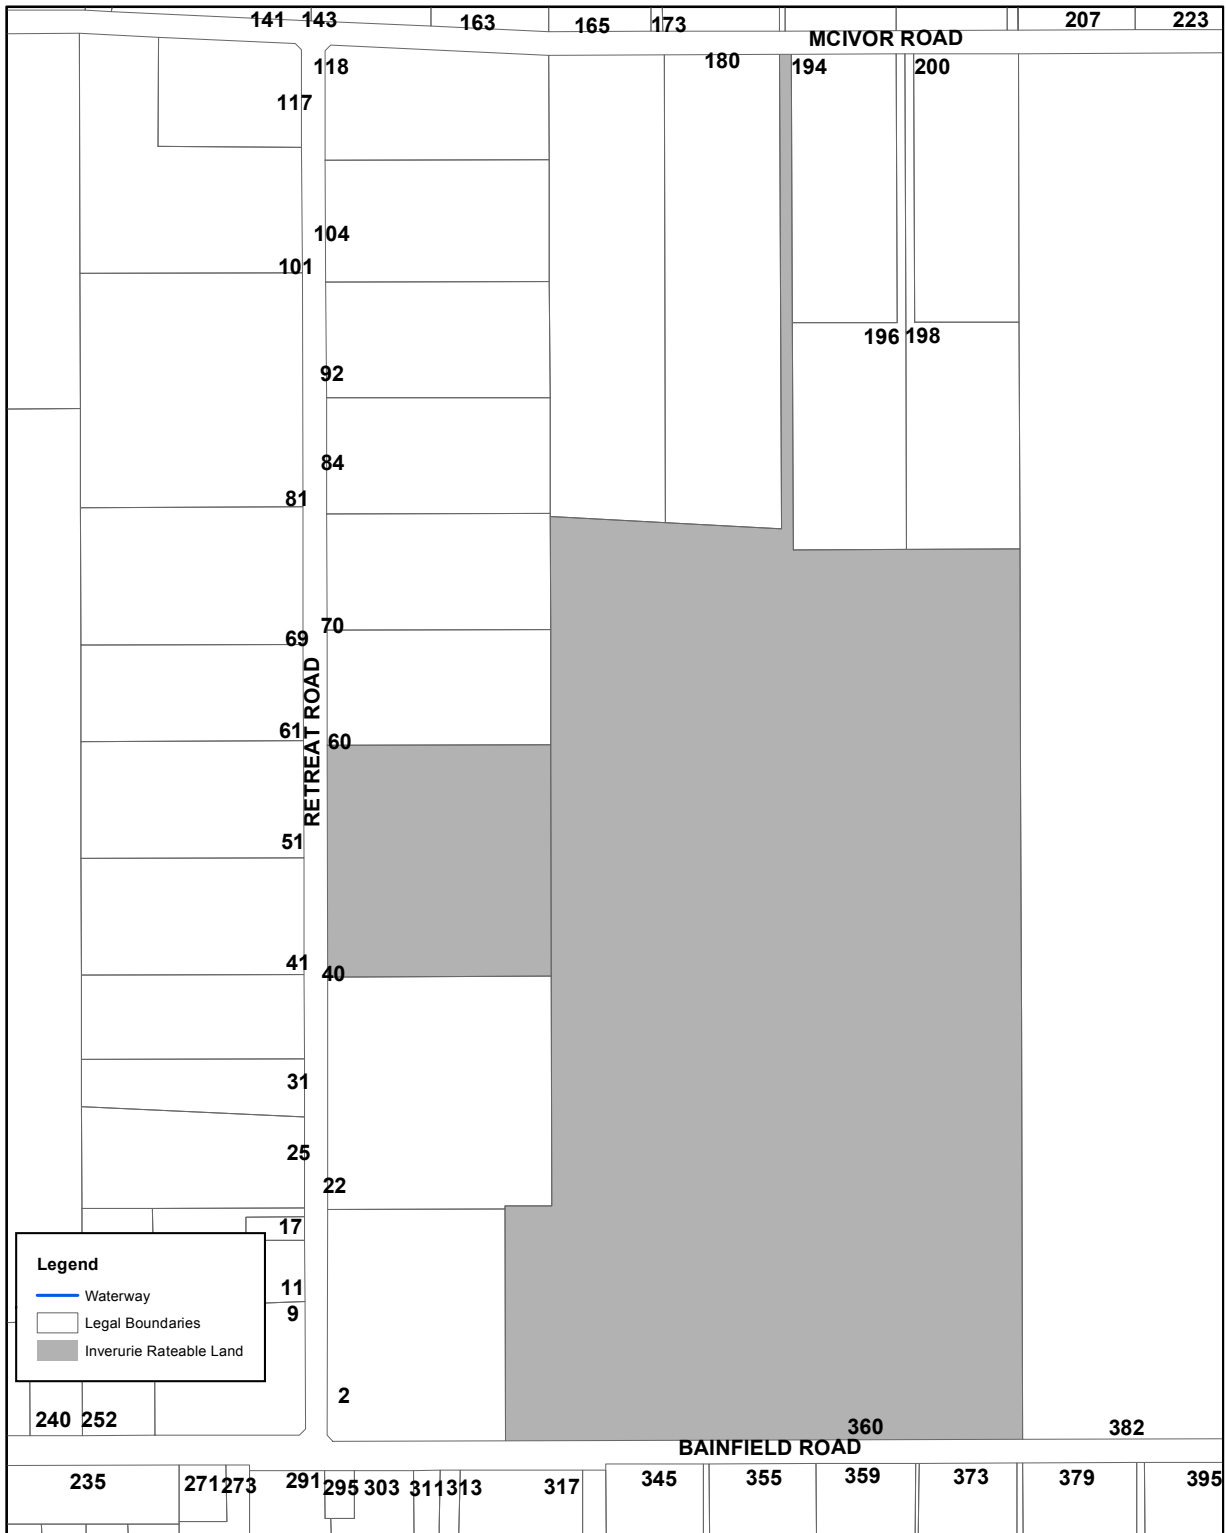 141 143 163 165 173 207 223
MCIVOR ROAD
118 180 194 200
117
104
101
196 198
92
84
81
70
69
RETREAT ROAD
61 60
51
41 40
31
25
22
17
11
9
Legend
Waterway
Legal Boundaries
Inverurie Rateable Land
2
240 252 360 382
BAINFIELD ROAD
235 271 273 291 295 303 311 313 317 345 355 359 373 379 395